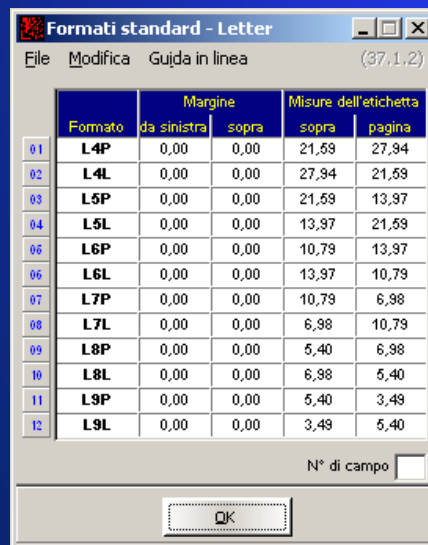 Formati standard - Letter
File Modifica Guida in linea (37.1.2)
Margine Misure dell'etichetta
Formato da sinistra sopra sopra pagina
01 L4P 0,00 0,00 21,59 27,94
02 L4L 0,00 0,00 27,94 21,59
03 L5P 0,00 0,00 21,59 13,97
04 L5L 0,00 0,00 13,97 21,59
05 L6P 0,00 0,00 10,79 13,97
06 L6L 0,00 0,00 13,97 10,79
07 L7P 0,00 0,00 10,79 6,98
08 L7L 0,00 0,00 6,98 10,79
09 L8P 0,00 0,00 5,40 6,98
10 L8L 0,00 0,00 6,98 5,40
11 L9P 0,00 0,00 5,40 3,49
12 L9L 0,00 0,00 3,49 5,40
N° di campo
OK